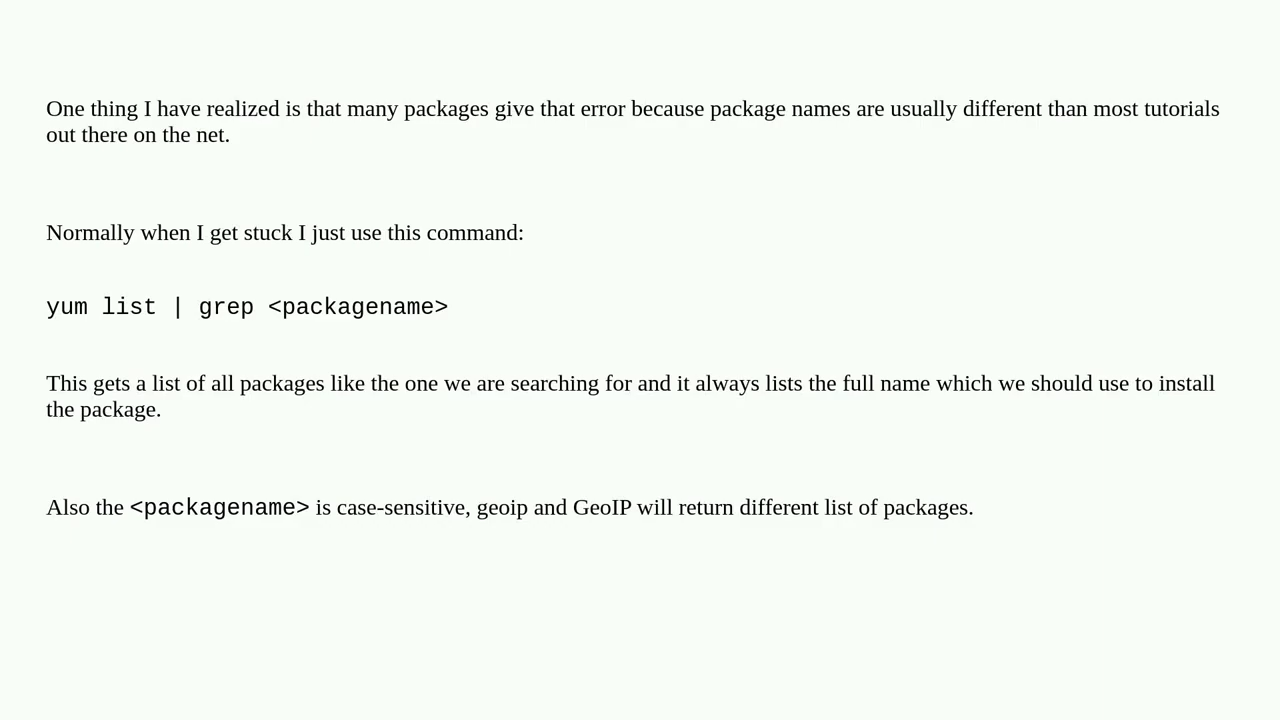 One thing I have realized is that many packages give that error because package names are usually different than most tutorials
out there on the net.
Normally when I get stuck I just use this command:
yum list | grep <packagename>
This gets a list of all packages like the one we are searching for and it always lists the full name which we should use to install
the package.
Also the <packagename> is case-sensitive, geoip and GeoIP will return different list of packages.